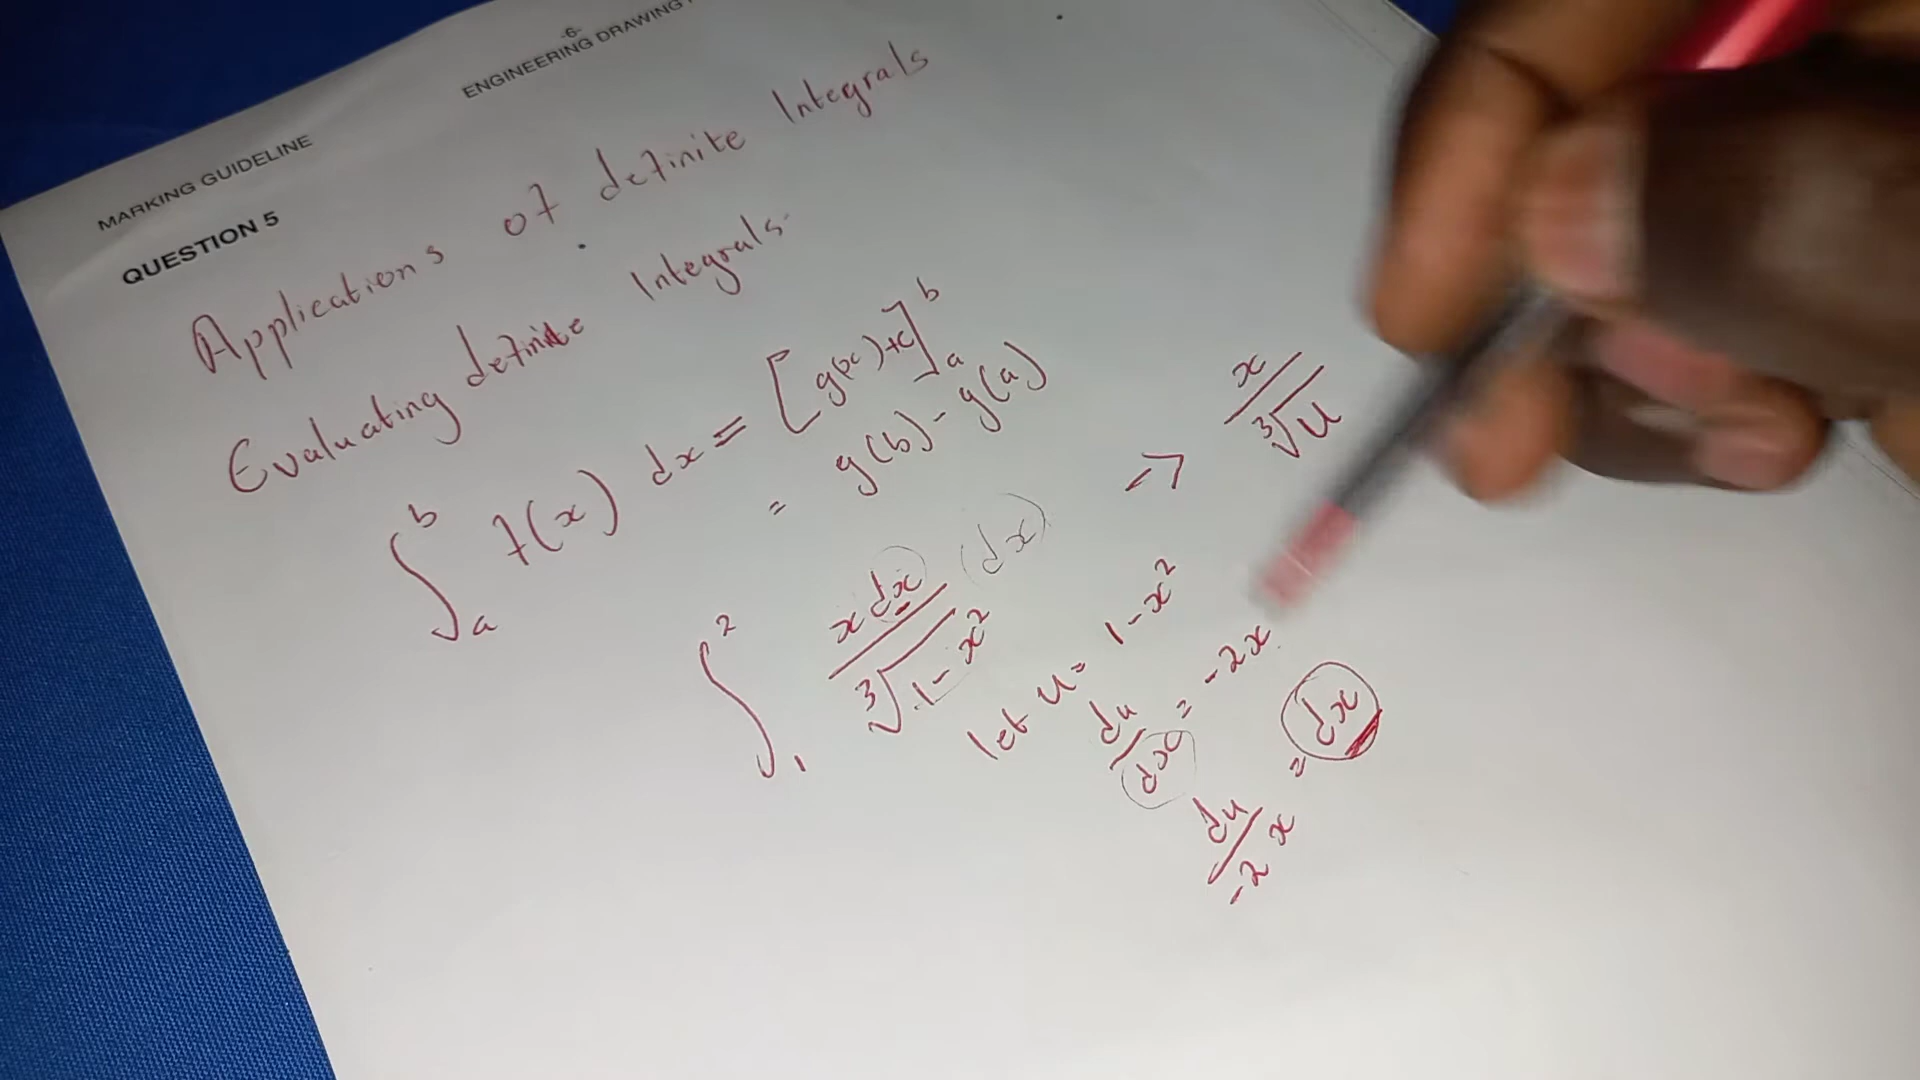 -6-
ENGINEERING DRAWING
MARKING GUIDELINE
QUESTION 5
Applications of definite Integrals
Evaluating definite Integrals.
∫_a^b f(x) dx = [g(x)+c]_a^b
= g(b) - g(a)
∫_1^2 x dx / ∛(1-x²) (dx) -> x / ∛u
let u = 1-x²
du/dx = -2x
du/-2x = dx